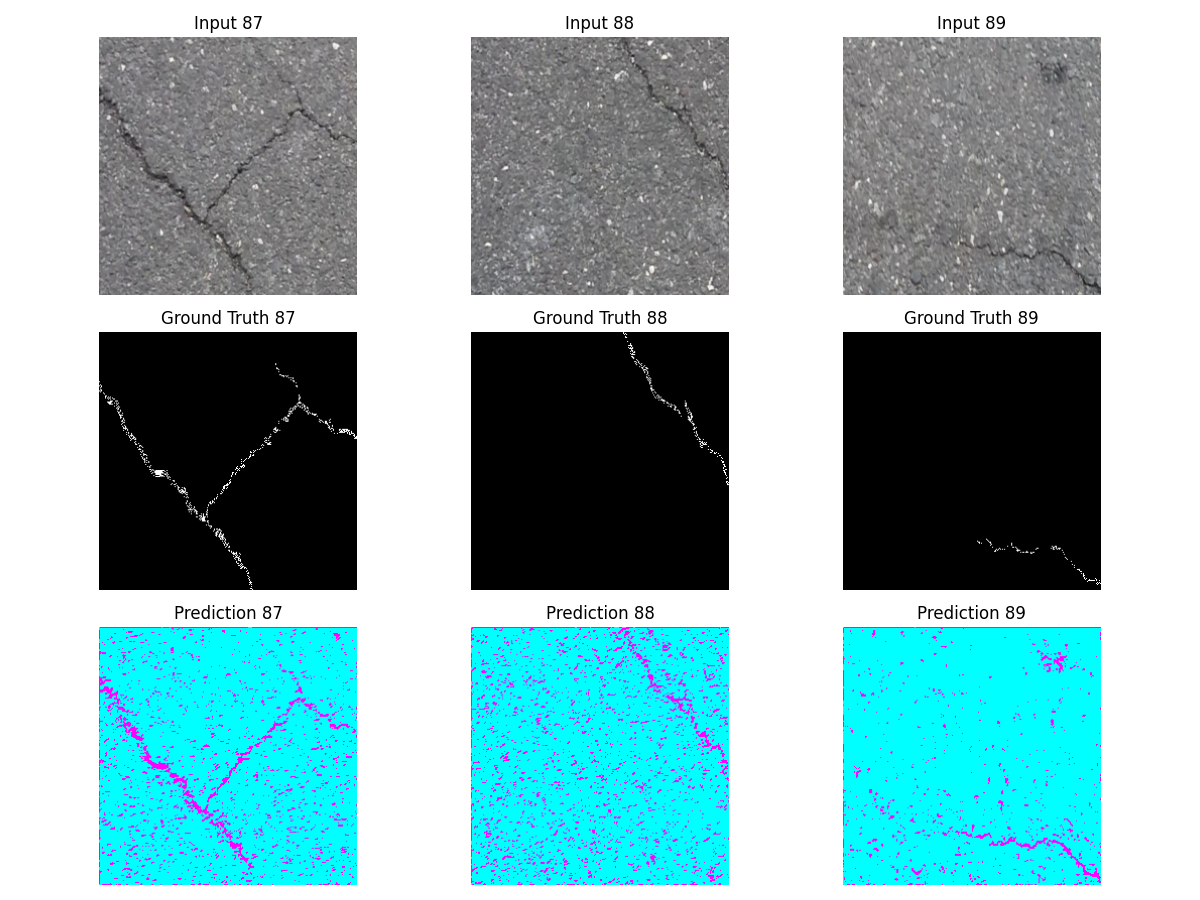 Input 87
Input 88
Input 89
Ground Truth 87
Ground Truth 88
Ground Truth 89
Prediction 87
Prediction 88
Prediction 89